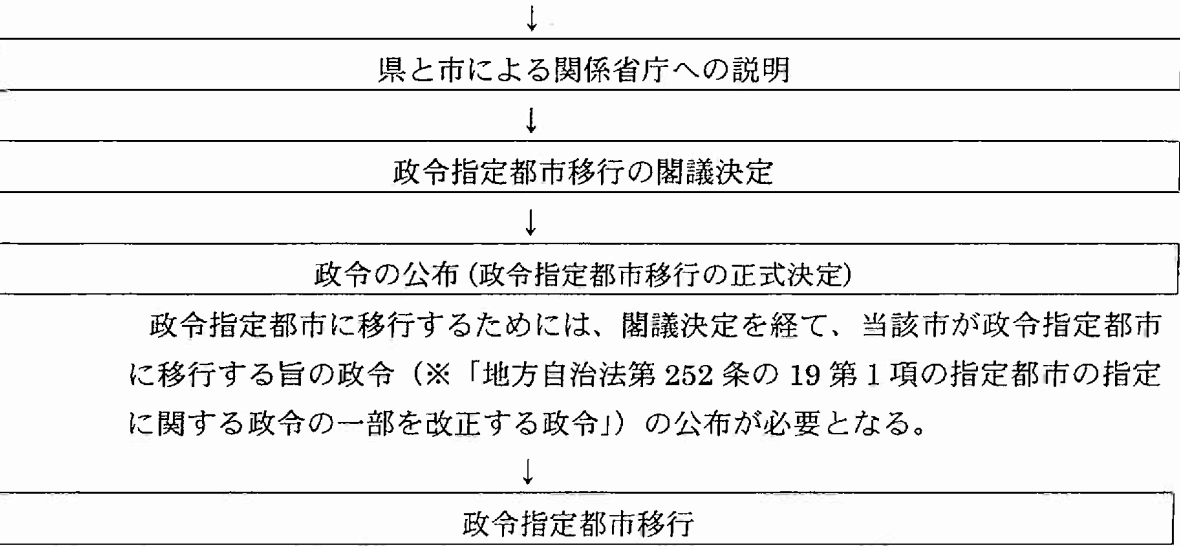 ↓
県と市による関係省庁への説明
↓
政令指定都市移行の閣議決定
↓
政令の公布(政令指定都市移行の正式決定)
政令指定都市に移行するためには、閣議決定を経て、当該市が政令指定都市
に移行する旨の政令(※「地方自治法第 252 条の 19 第 1 項の指定都市の指定
に関する政令の一部を改正する政令」)の公布が必要となる。
↓
政令指定都市移行